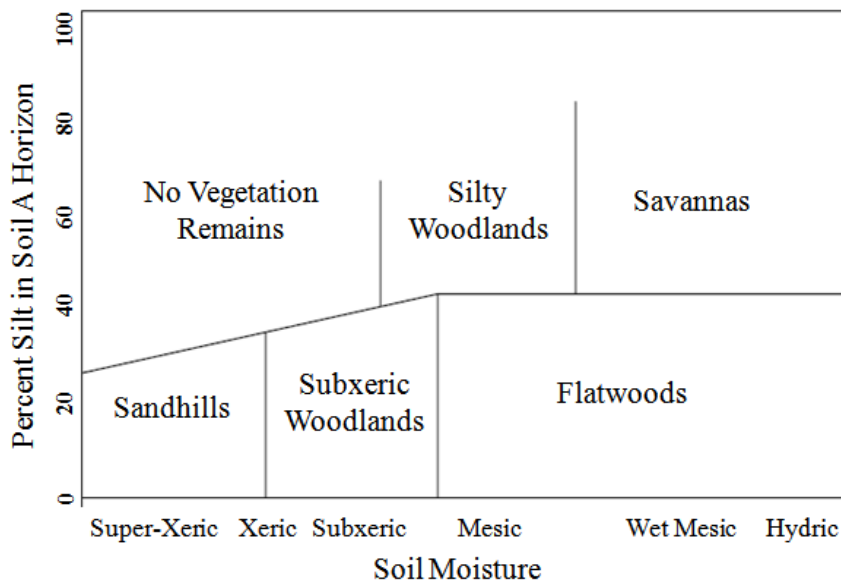 Percent Silt in Soil A Horizon
100
80
60
40
20
0
No Vegetation
Remains
Silty
Woodlands
Savannas
Sandhills
Subxeric
Woodlands
Flatwoods
Super-Xeric Xeric Subxeric Mesic Wet Mesic Hydric
Soil Moisture